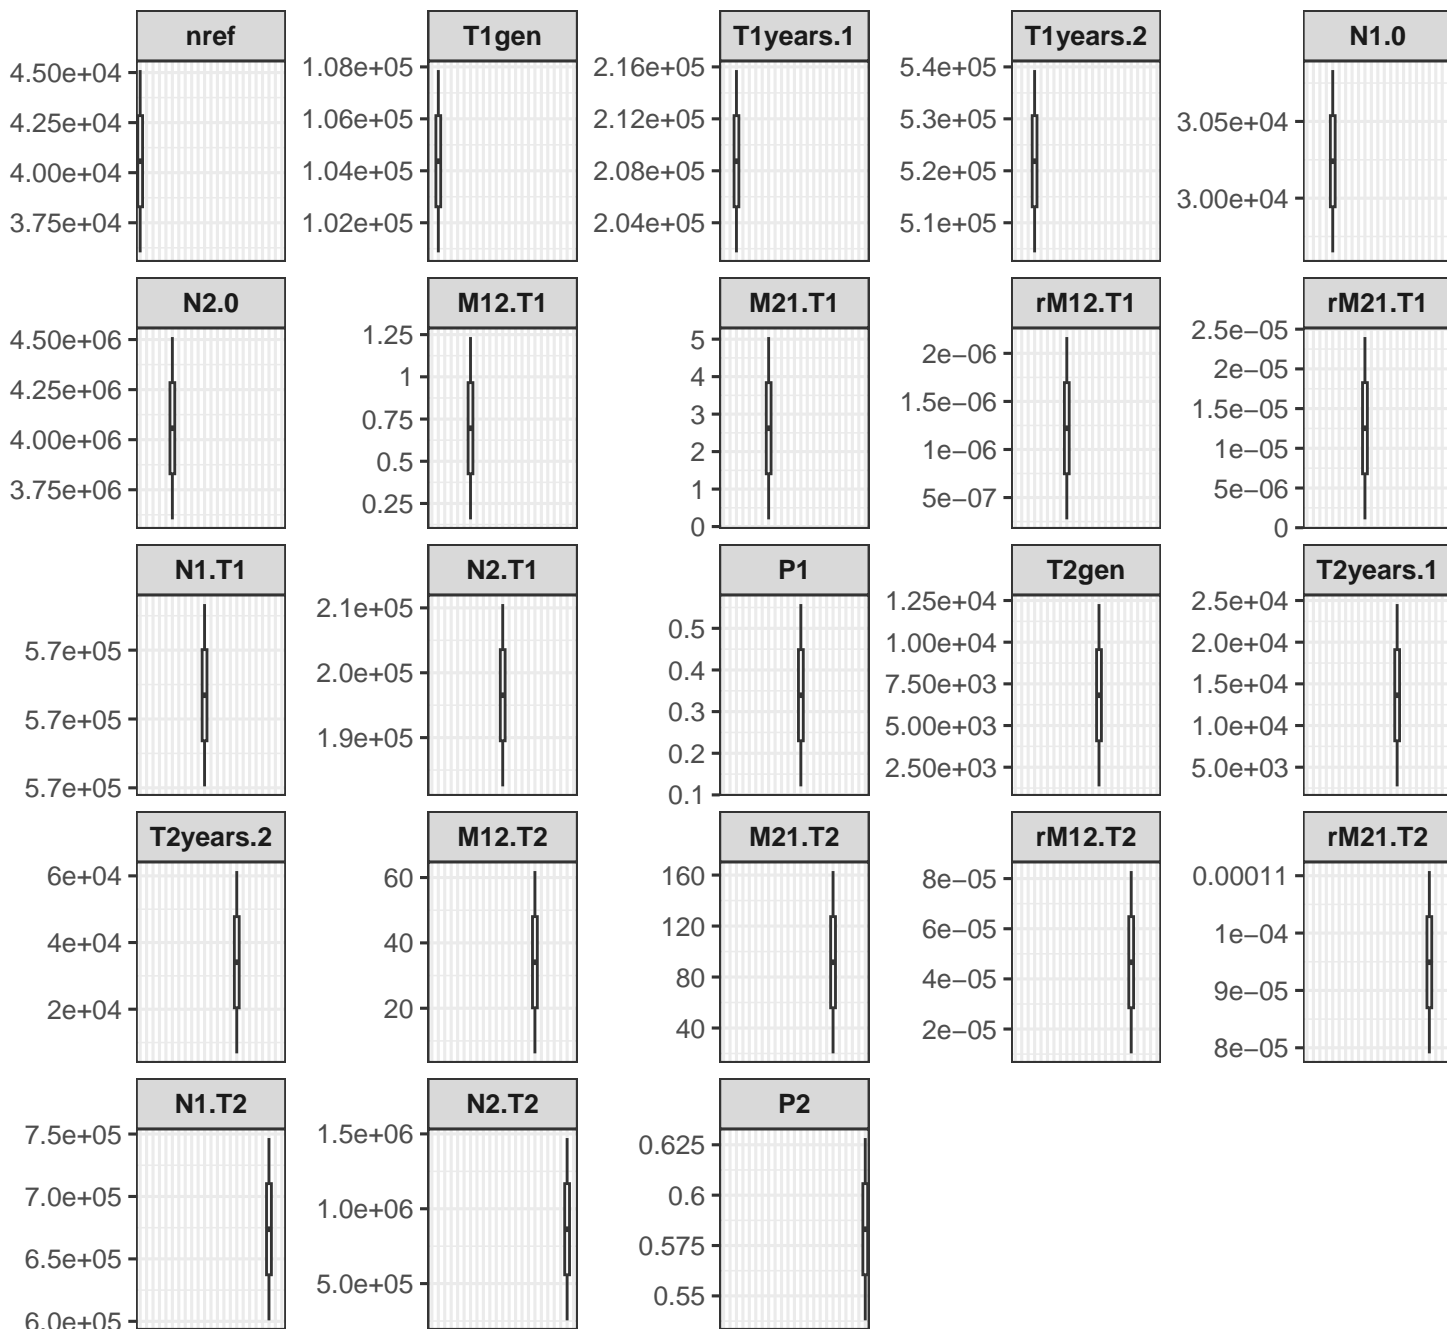 nref T1gen T1years.1 T1years.2 N1.0
4.50e+04 4.25e+04 4.00e+04 3.75e+04
1.08e+05 1.06e+05 1.04e+05 1.02e+05
2.16e+05 2.12e+05 2.08e+05 2.04e+05
5.4e+05 5.3e+05 5.2e+05 5.1e+05
3.05e+04 3.00e+04
N2.0 M12.T1 M21.T1 rM12.T1 rM21.T1
4.50e+06 4.25e+06 4.00e+06 3.75e+06
1.25 1 0.75 0.5 0.25
5 4 3 2 1 0
2e−06 1.5e−06 1e−06 5e−07
2.5e−05 2e−05 1.5e−05 1e−05 5e−06 0
N1.T1 N2.T1 P1 T2gen T2years.1
5.7e+05 5.7e+05 5.7e+05
2.1e+05 2.0e+05 1.9e+05
0.5 0.4 0.3 0.2 0.1
1.25e+04 1.00e+04 7.50e+03 5.00e+03 2.50e+03
2.5e+04 2.0e+04 1.5e+04 1.0e+04 5.0e+03
T2years.2 M12.T2 M21.T2 rM12.T2 rM21.T2
6e+04 4e+04 2e+04
60 40 20
160 120 80 40
8e−05 6e−05 4e−05 2e−05
0.00011 1e−04 9e−05 8e−05
N1.T2 N2.T2 P2
7.5e+05 7.0e+05 6.5e+05 6.0e+05
1.5e+06 1.0e+06 5.0e+05
0.625 0.6 0.575 0.55